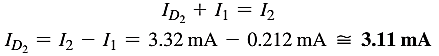 I_{D_2} + I_1 = I_2
I_{D_2} = I_2 − I_1 = 3.32 mA − 0.212 mA ≅ 3.11 mA